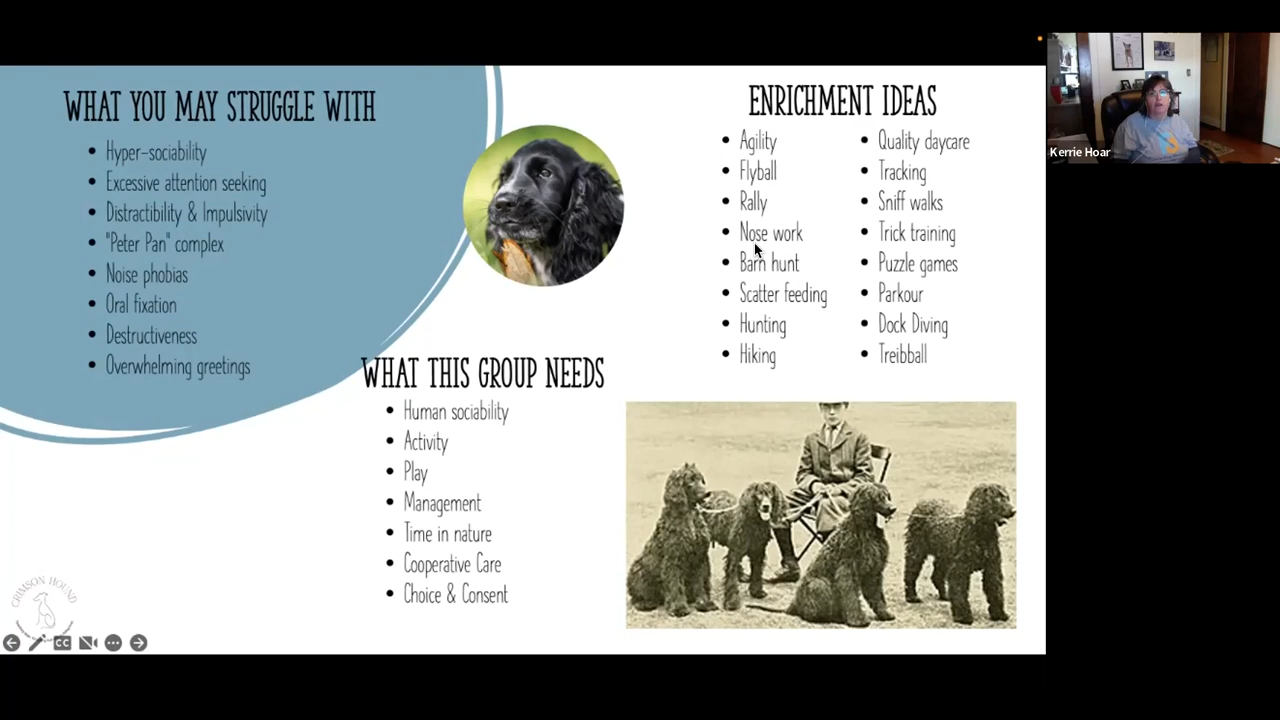 WHAT YOU MAY STRUGGLE WITH
Hyper-sociability
Excessive attention seeking
Distractibility & Impulsivity
"Peter Pan" complex
Noise phobias
Oral fixation
Destructiveness
Overwhelming greetings
WHAT THIS GROUP NEEDS
Human sociability
Activity
Play
Management
Time in nature
Cooperative Care
Choice & Consent
ENRICHMENT IDEAS
Agility
Flyball
Rally
Nose work
Barn hunt
Scatter feeding
Hunting
Hiking
Quality daycare
Tracking
Sniff walks
Trick training
Puzzle games
Parkour
Dock Diving
Treibball
Kerrie Hoar
CRIMSON HOUND
CC